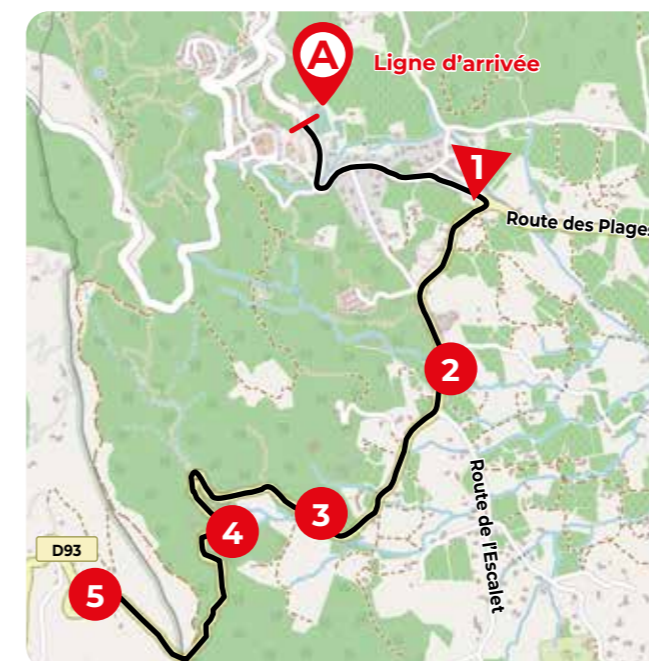 A
Ligne d'arrivée
1
Route des Plages
2
Route de l'Escalet
3
4
D93
5